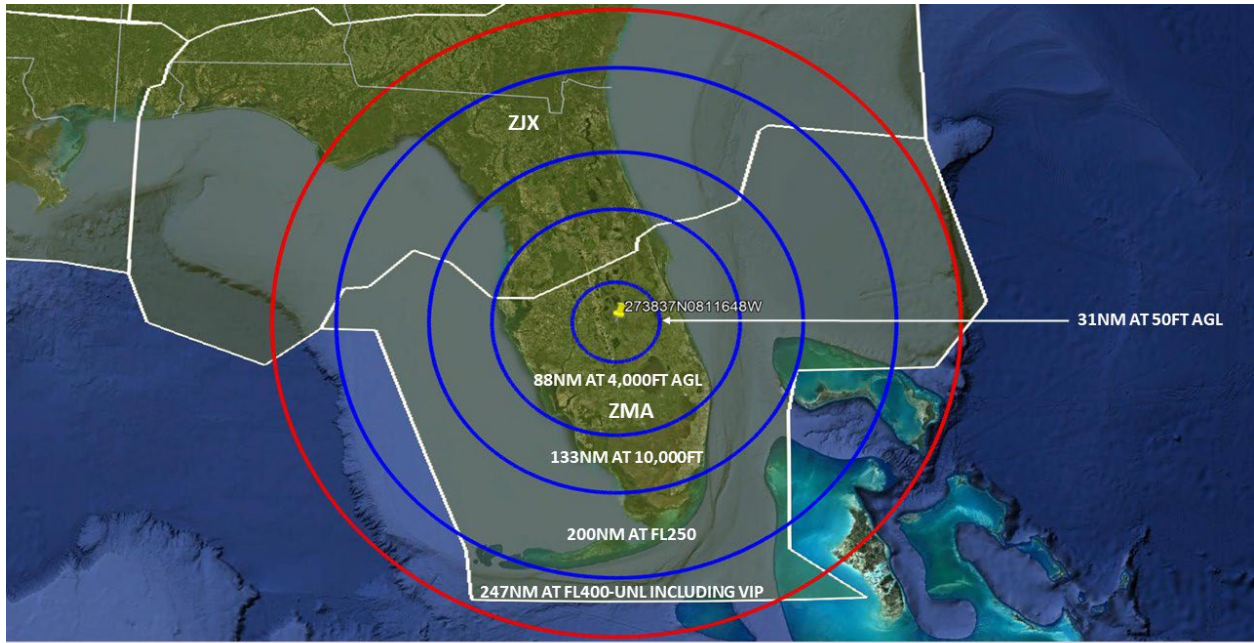 ZJX
273837N0811648W
31NM AT 50FT AGL
88NM AT 4,000FT AGL
ZMA
133NM AT 10,000FT
200NM AT FL250
247NM AT FL400-UNL INCLUDING VIP